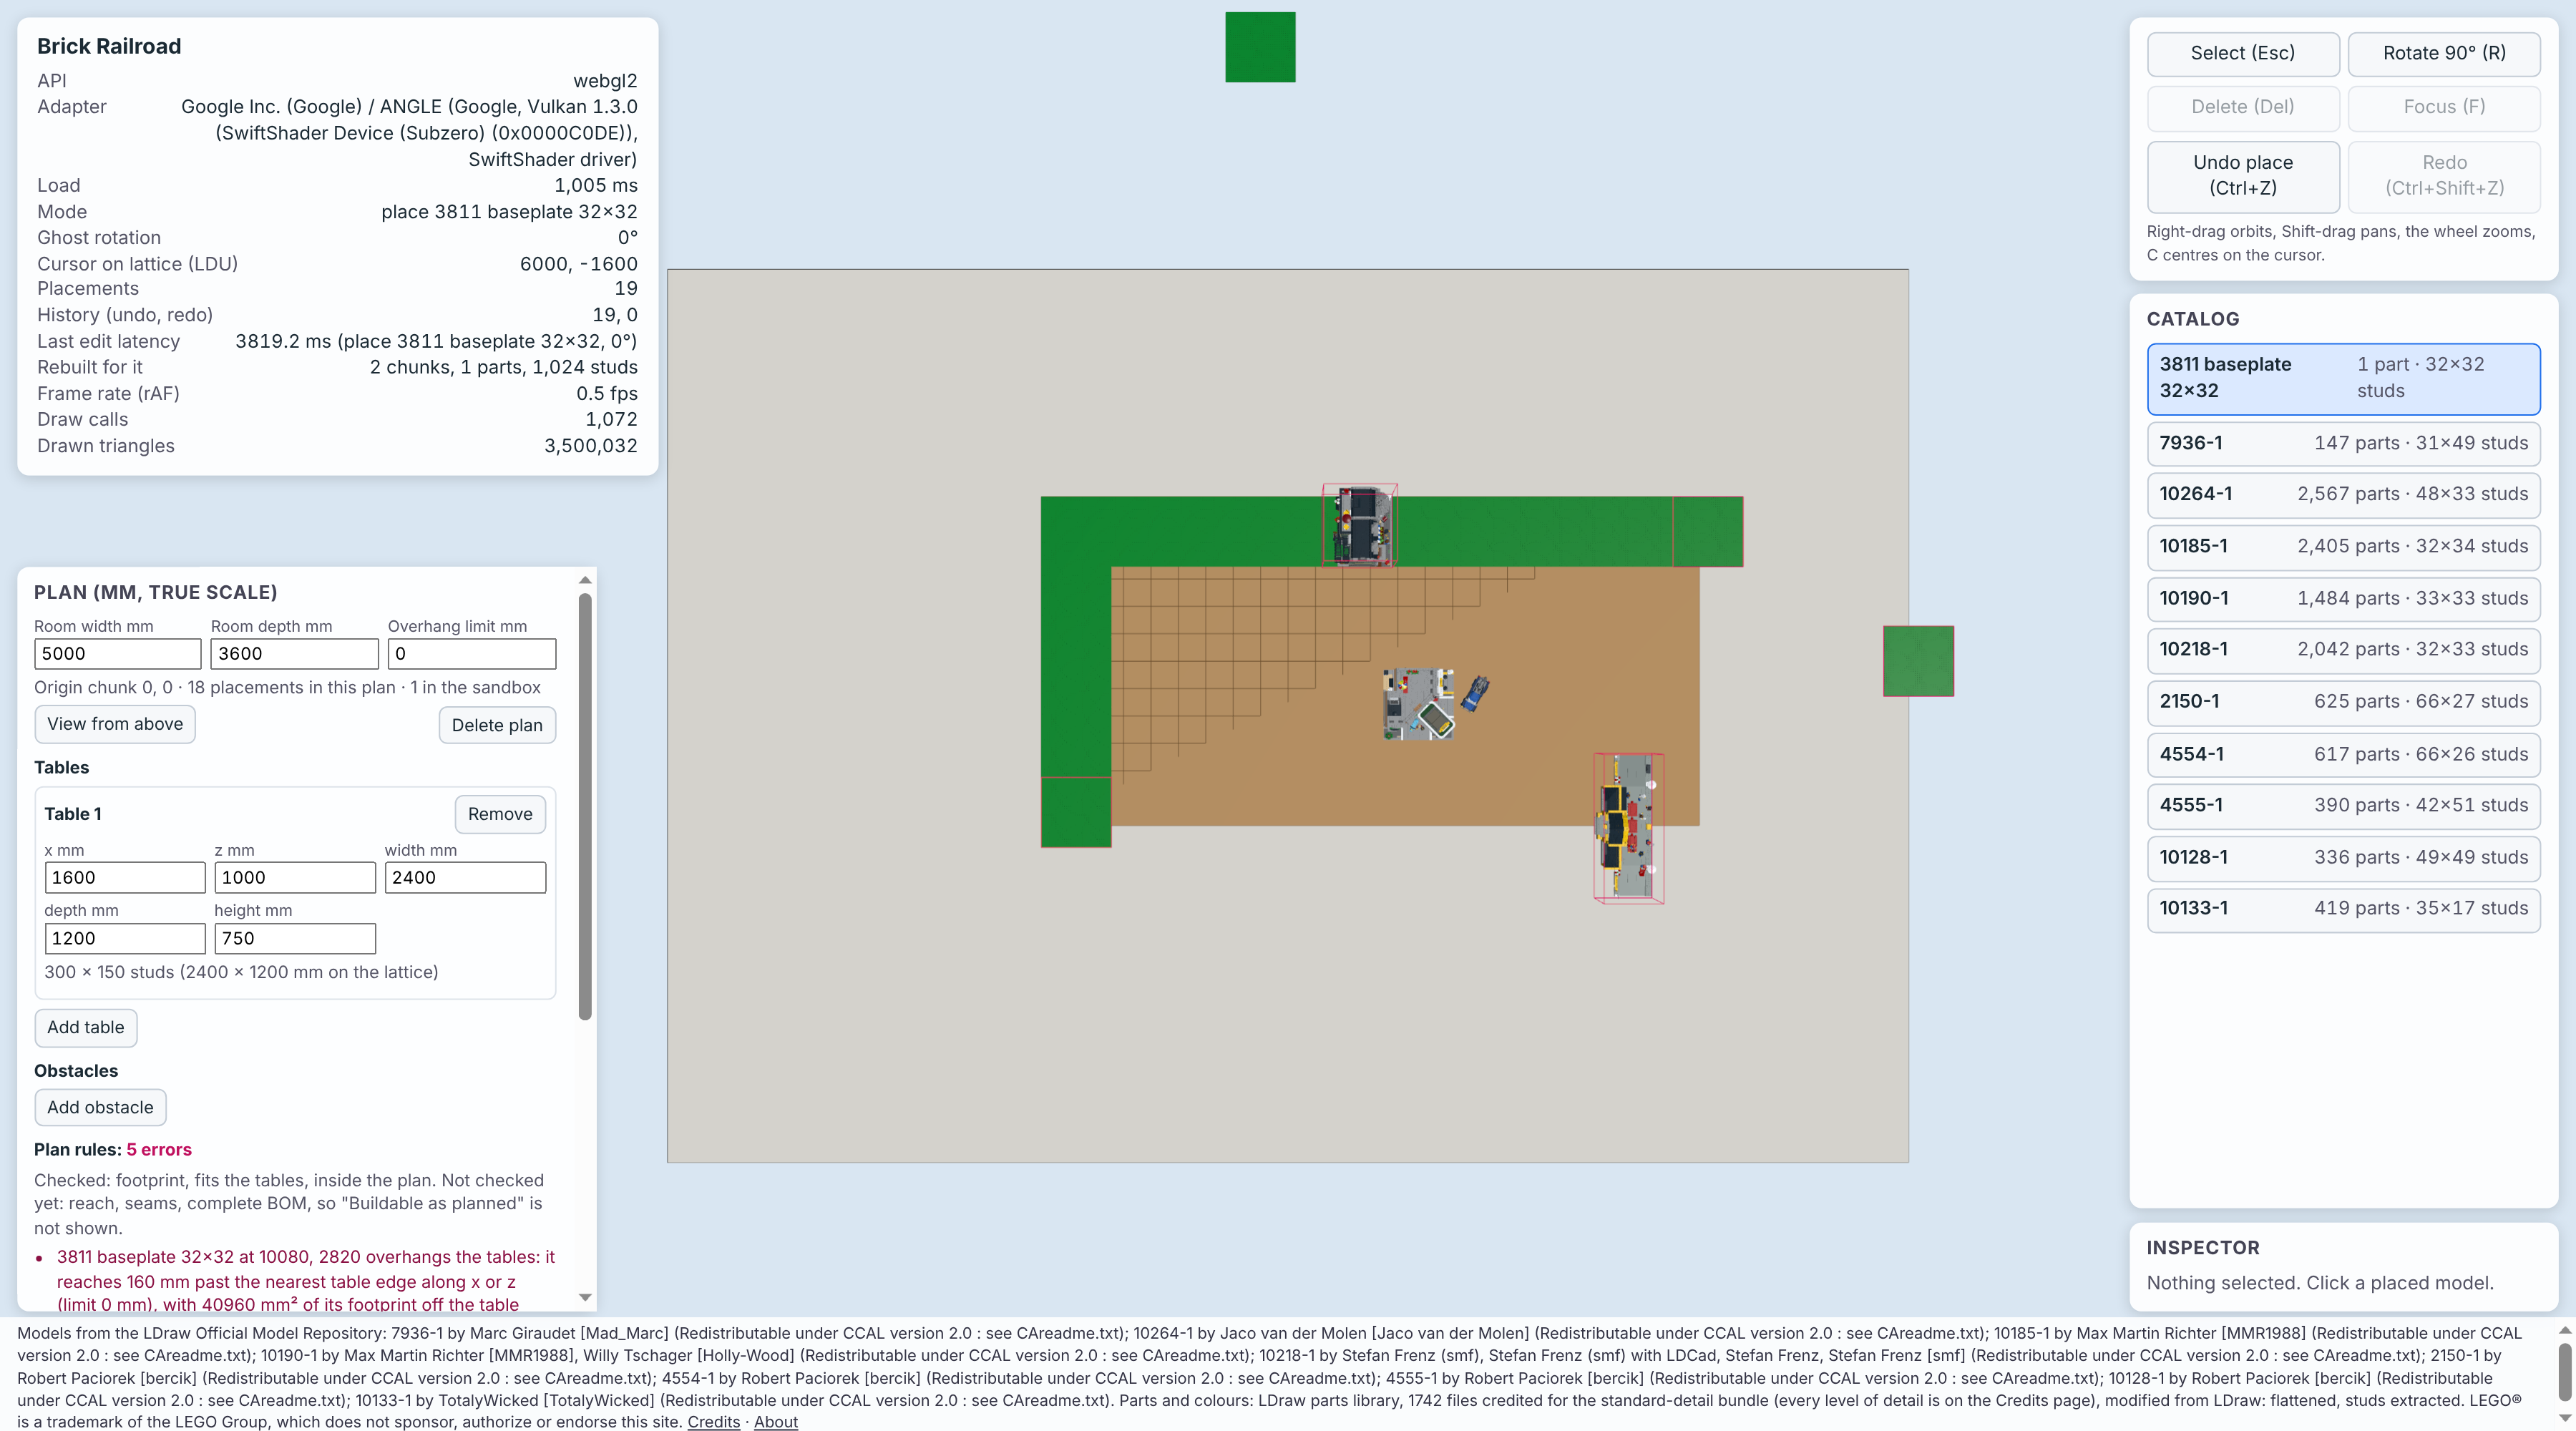 Brick Railroad
API webgl2
Adapter Google Inc. (Google) / ANGLE (Google, Vulkan 1.3.0
(SwiftShader Device (Subzero) (0x0000C0DE)),
SwiftShader driver)
Load 1,005 ms
Mode place 3811 baseplate 32×32
Ghost rotation 0°
Cursor on lattice (LDU) 6000, -1600
Placements 19
History (undo, redo) 19, 0
Last edit latency 3819.2 ms (place 3811 baseplate 32×32, 0°)
Rebuilt for it 2 chunks, 1 parts, 1,024 studs
Frame rate (rAF) 0.5 fps
Draw calls 1,072
Drawn triangles 3,500,032
PLAN (MM, TRUE SCALE)
Room width mm Room depth mm Overhang limit mm
5000 3600 0
Origin chunk 0, 0 · 18 placements in this plan · 1 in the sandbox
View from above Delete plan
Tables
Table 1 Remove
x mm z mm width mm
1600 1000 2400
depth mm height mm
1200 750
300 × 150 studs (2400 × 1200 mm on the lattice)
Add table
Obstacles
Add obstacle
Plan rules: 5 errors
Checked: footprint, fits the tables, inside the plan. Not checked
yet: reach, seams, complete BOM, so "Buildable as planned" is
not shown.
• 3811 baseplate 32×32 at 10080, 2820 overhangs the tables: it
reaches 160 mm past the nearest table edge along x or z
(limit 0 mm), with 40960 mm² of its footprint off the table
Select (Esc) Rotate 90° (R)
Delete (Del) Focus (F)
Undo place
(Ctrl+Z)
Redo
(Ctrl+Shift+Z)
Right-drag orbits, Shift-drag pans, the wheel zooms,
C centres on the cursor.
CATALOG
3811 baseplate
32×32
1 part · 32×32
studs
7936-1 147 parts · 31×49 studs
10264-1 2,567 parts · 48×33 studs
10185-1 2,405 parts · 32×34 studs
10190-1 1,484 parts · 33×33 studs
10218-1 2,042 parts · 32×33 studs
2150-1 625 parts · 66×27 studs
4554-1 617 parts · 66×26 studs
4555-1 390 parts · 42×51 studs
10128-1 336 parts · 49×49 studs
10133-1 419 parts · 35×17 studs
INSPECTOR
Nothing selected. Click a placed model.
Models from the LDraw Official Model Repository: 7936-1 by Marc Giraudet [Mad_Marc] (Redistributable under CCAL version 2.0 : see CAreadme.txt); 10264-1 by Jaco van der Molen [Jaco van der Molen] (Redistributable under CCAL version 2.0 : see CAreadme.txt); 10185-1 by Max Martin Richter [MMR1988] (Redistributable under CCAL
version 2.0 : see CAreadme.txt); 10190-1 by Max Martin Richter [MMR1988], Willy Tschager [Holly-Wood] (Redistributable under CCAL version 2.0 : see CAreadme.txt); 10218-1 by Stefan Frenz (smf), Stefan Frenz (smf) with LDCad, Stefan Frenz, Stefan Frenz [smf] (Redistributable under CCAL version 2.0 : see CAreadme.txt); 2150-1 by
Robert Paciorek [bercik] (Redistributable under CCAL version 2.0 : see CAreadme.txt); 4554-1 by Robert Paciorek [bercik] (Redistributable under CCAL version 2.0 : see CAreadme.txt); 4555-1 by Robert Paciorek [bercik] (Redistributable under CCAL version 2.0 : see CAreadme.txt); 10128-1 by Robert Paciorek [bercik] (Redistributable
under CCAL version 2.0 : see CAreadme.txt); 10133-1 by TotalyWicked [TotalyWicked] (Redistributable under CCAL version 2.0 : see CAreadme.txt). Parts and colours: LDraw parts library, 1742 files credited for the standard-detail bundle (every level of detail is on the Credits page), modified from LDraw: flattened, studs extracted. LEGO®
is a trademark of the LEGO Group, which does not sponsor, authorize or endorse this site. Credits · About